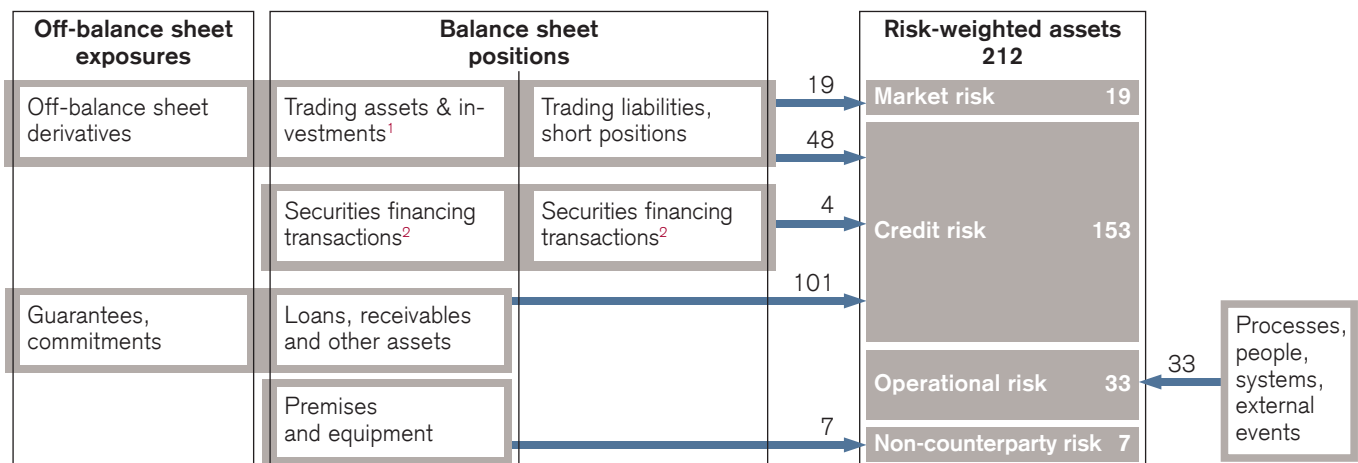 Off-balance sheet
exposures
Balance sheet
positions
Risk-weighted assets
212
Off-balance sheet
derivatives
Trading assets & in-
vestments1
Trading liabilities,
short positions
19
48
Market risk 19
Securities financing
transactions2
Securities financing
transactions2
4
Credit risk 153
Guarantees,
commitments
Loans, receivables
and other assets
101
Operational risk 33
33
Processes,
people,
systems,
external
events
Premises
and equipment
7
Non-counterparty risk 7